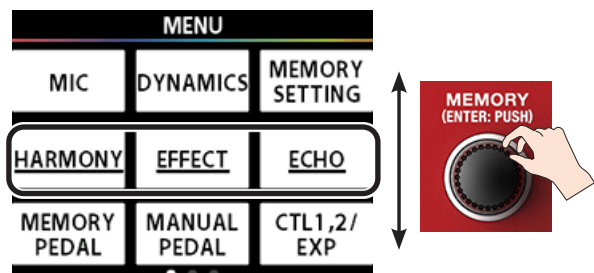 MENU
MIC
DYNAMICS
MEMORY
SETTING
HARMONY
EFFECT
ECHO
MEMORY
PEDAL
MANUAL
PEDAL
CTL1,2/
EXP
MEMORY
(ENTER: PUSH)